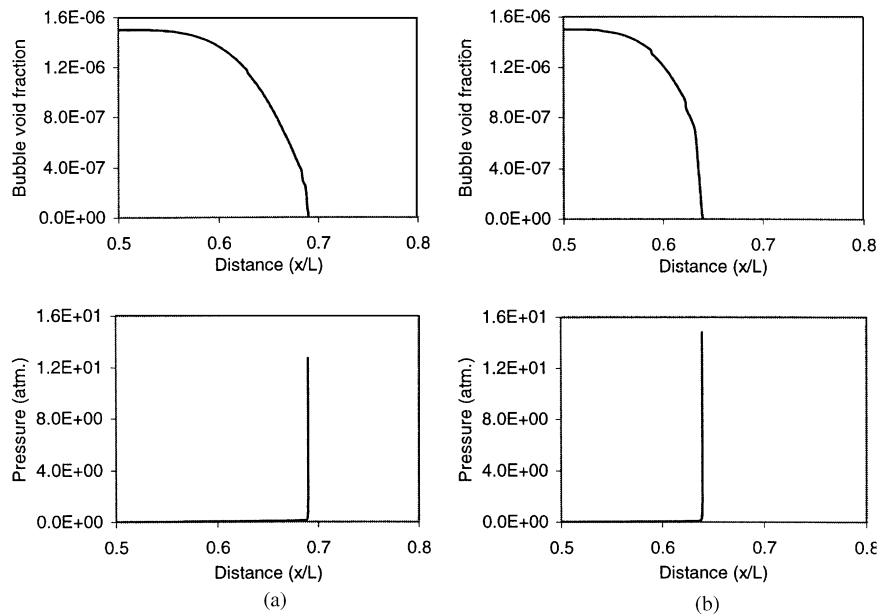 Bubble void fraction
1.6E-06
1.2E-06
8.0E-07
4.0E-07
0.0E+00
0.5 0.6 0.7 0.8
Distance (x/L)
Bubble void fraction
1.6E-06
1.2E-06
8.0E-07
4.0E-07
0.0E+00
0.5 0.6 0.7 0.8
Distance (x/L)
Pressure (atm.)
1.6E+01
1.2E+01
8.0E+00
4.0E+00
0.0E+00
0.5 0.6 0.7 0.8
Distance (x/L)
(a)
Pressure (atm.)
1.6E+01
1.2E+01
8.0E+00
4.0E+00
0.0E+00
0.5 0.6 0.7 0.8
Distance (x/L)
(b)